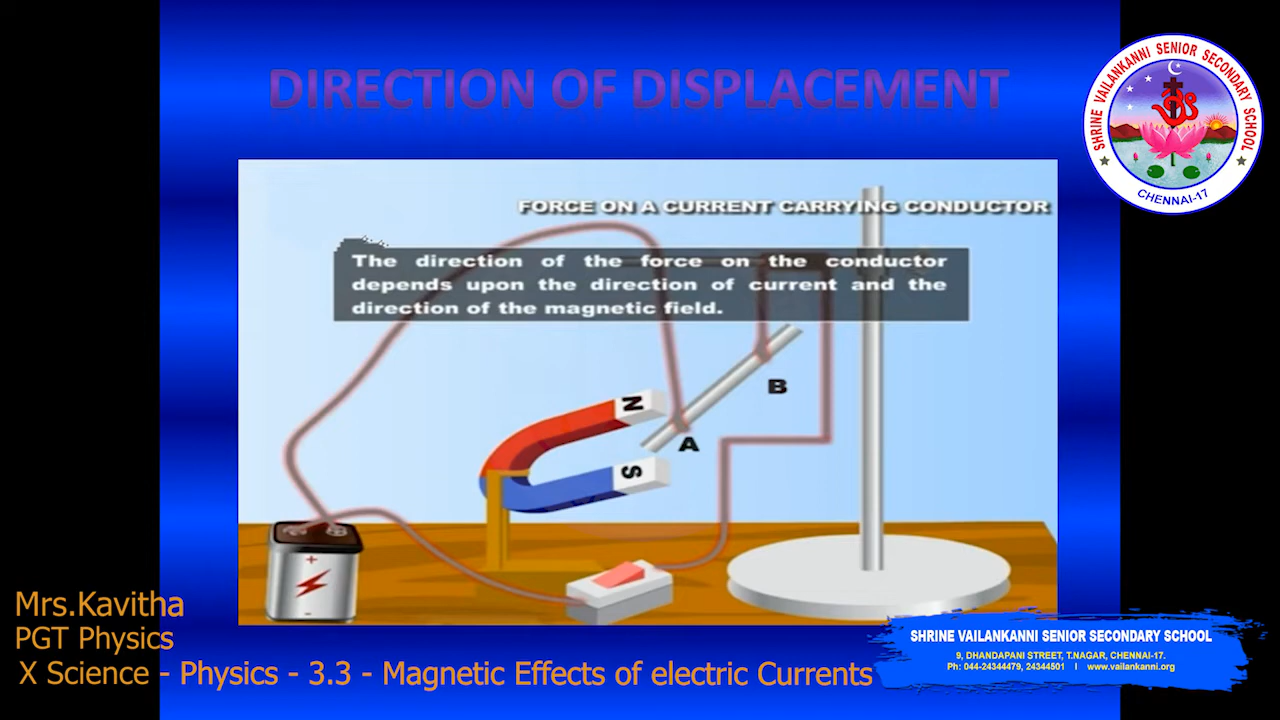 DIRECTION OF DISPLACEMENT
SHRINE VAILANKANNI SENIOR SECONDARY SCHOOL
CHENNAI-17
FORCE ON A CURRENT CARRYING CONDUCTOR
The direction of the force on the conductor
depends upon the direction of current and the
direction of the magnetic field.
B
N
A
S
+
-
Mrs.Kavitha
PGT Physics
X Science - Physics - 3.3 - Magnetic Effects of electric Currents
SHRINE VAILANKANNI SENIOR SECONDARY SCHOOL
9, DHANDAPANI STREET, T.NAGAR, CHENNAI-17.
Ph: 044-24344479, 24344501 I www.vailankanni.org